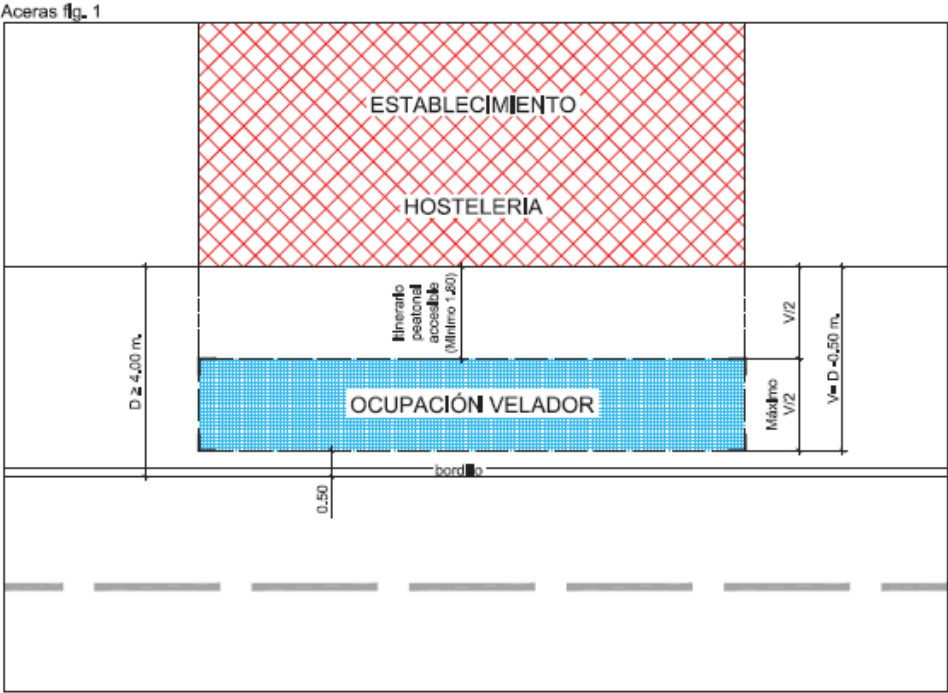 Aceras fig. 1
ESTABLECIMIENTO
HOSTELERIA
Itinerario
peatonal
accesible
(Mínimo 1.80)
V/2
D ≥ 4,00 m.
V= D -0,50 m.
OCUPACIÓN VELADOR
Máximo
V/2
bordillo
0.50